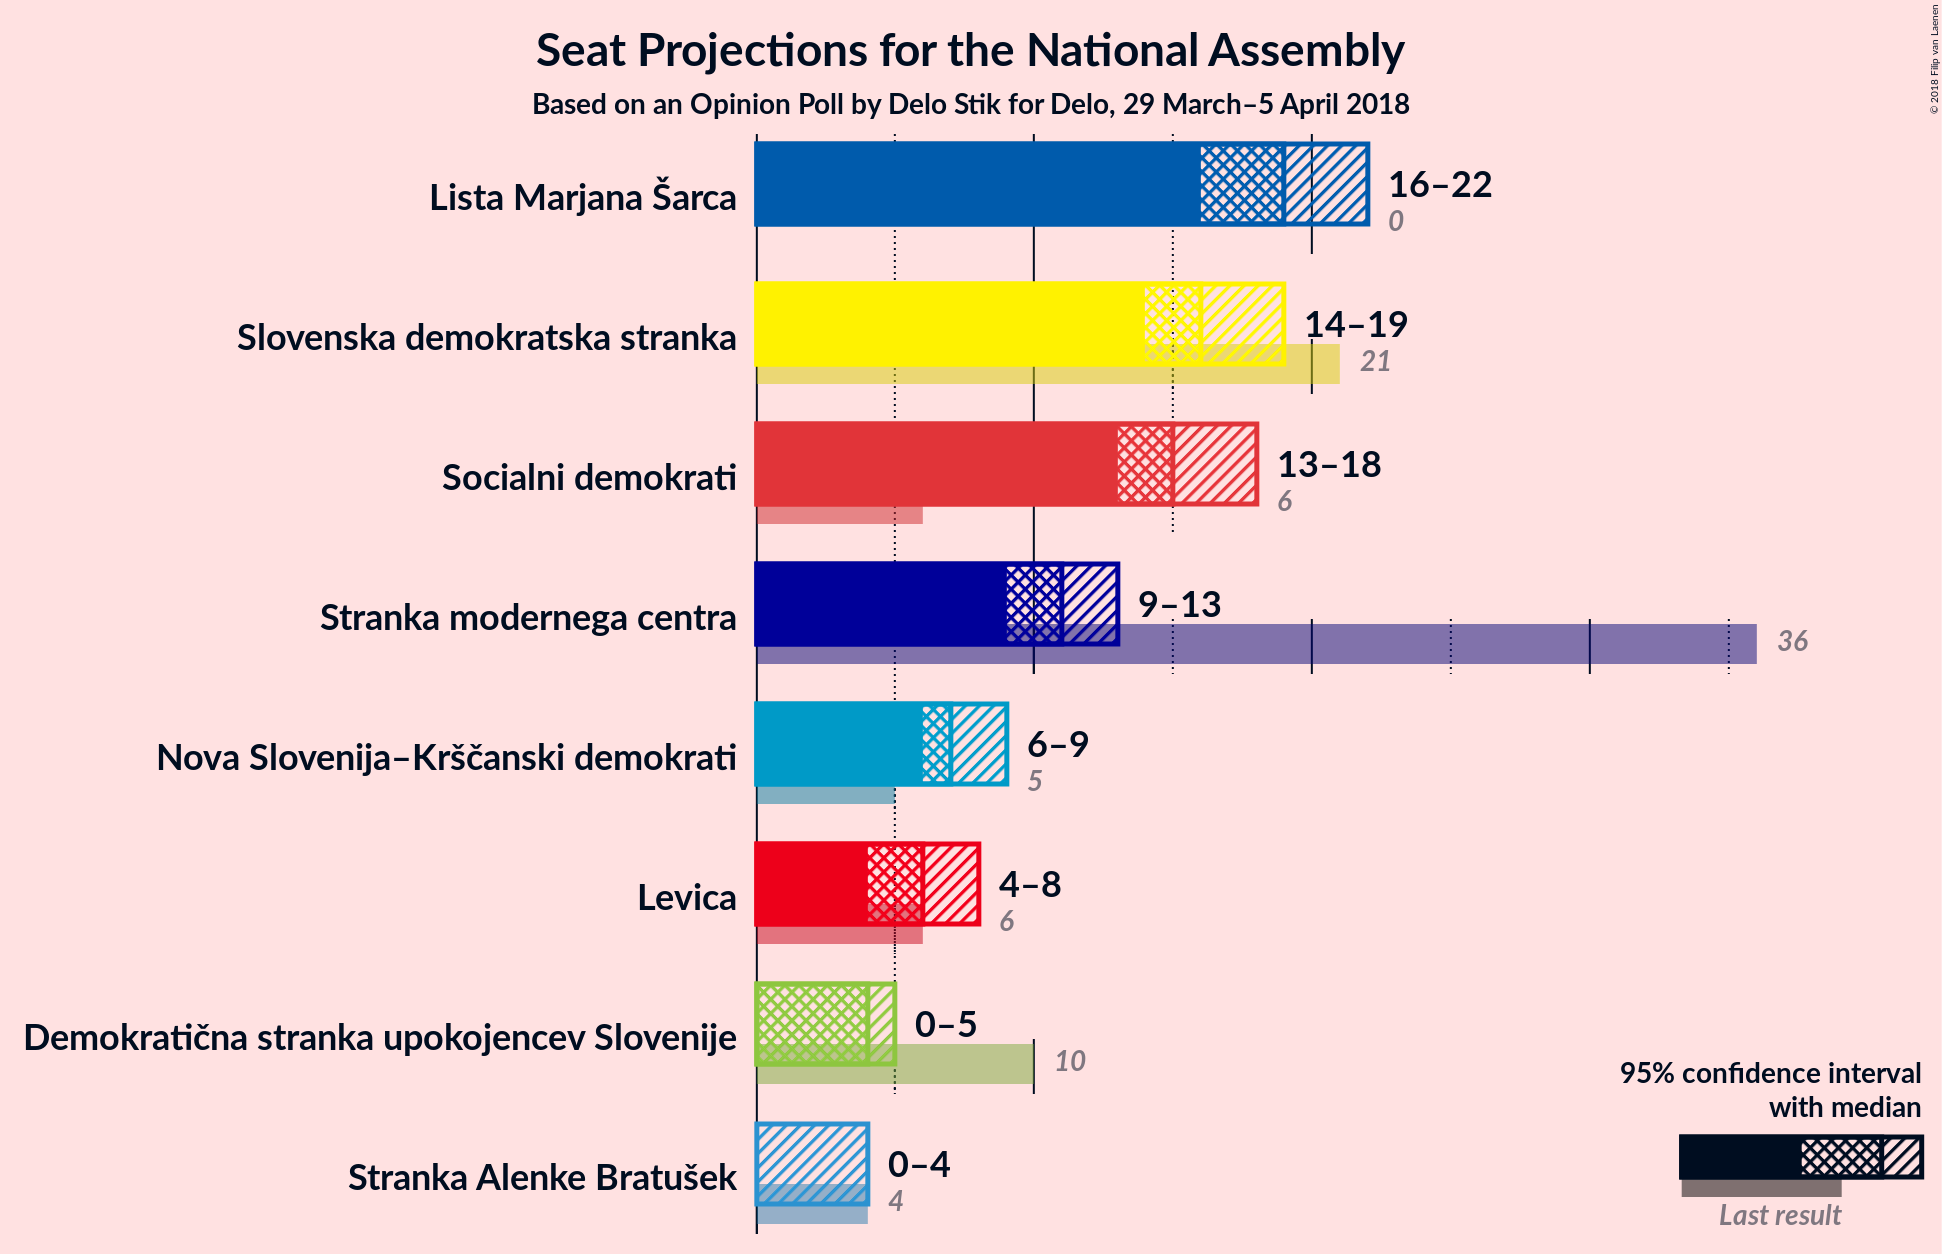 Seat Projections for the National Assembly
Based on an Opinion Poll by Delo Stik for Delo, 29 March–5 April 2018
© 2018 Filip van Laenen
Lista Marjana Šarca
16–22
0
Slovenska demokratska stranka
14–19
21
Socialni demokrati
13–18
6
Stranka modernega centra
9–13
36
Nova Slovenija–Krščanski demokrati
6–9
5
Levica
4–8
6
Demokratična stranka upokojencev Slovenije
0–5
10
Stranka Alenke Bratušek
0–4
4
95% confidence interval
with median
Last result